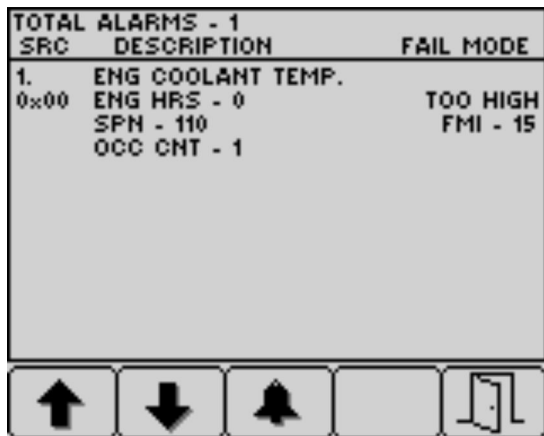 TOTAL ALARMS - 1
SRC DESCRIPTION FAIL MODE
1. ENG COOLANT TEMP.
0x00 ENG HRS - 0 TOO HIGH
SPN - 110 FMI - 15
OCC CNT - 1